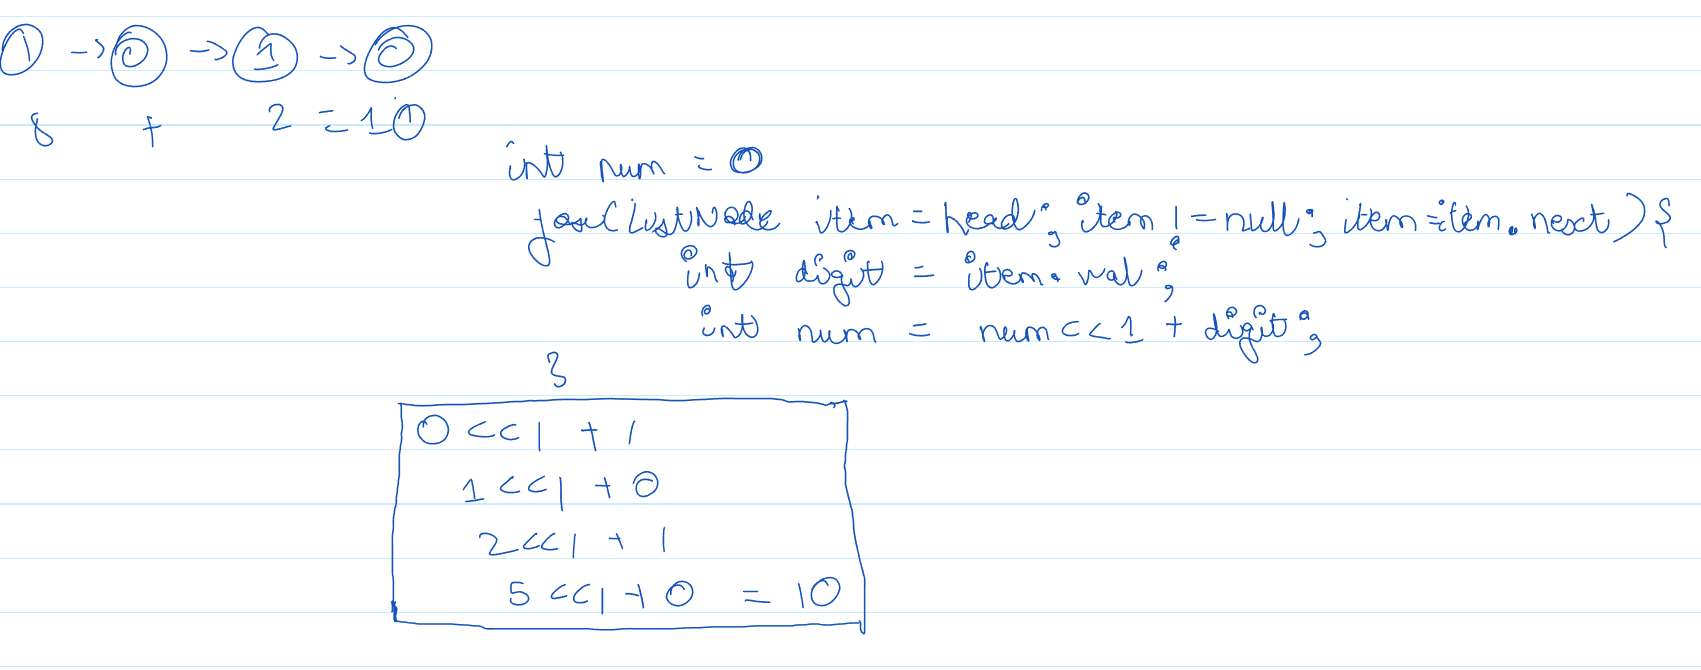 1 -> 0 -> 1 -> 0
8 + 2 = 10
int num = 0
for(ListNode item = head; item != null; item = item.next){
int digit = item.val;
int num = num << 1 + digit;
}
0 << 1 + 1
1 << 1 + 0
2 << 1 + 1
5 << 1 + 0 = 10